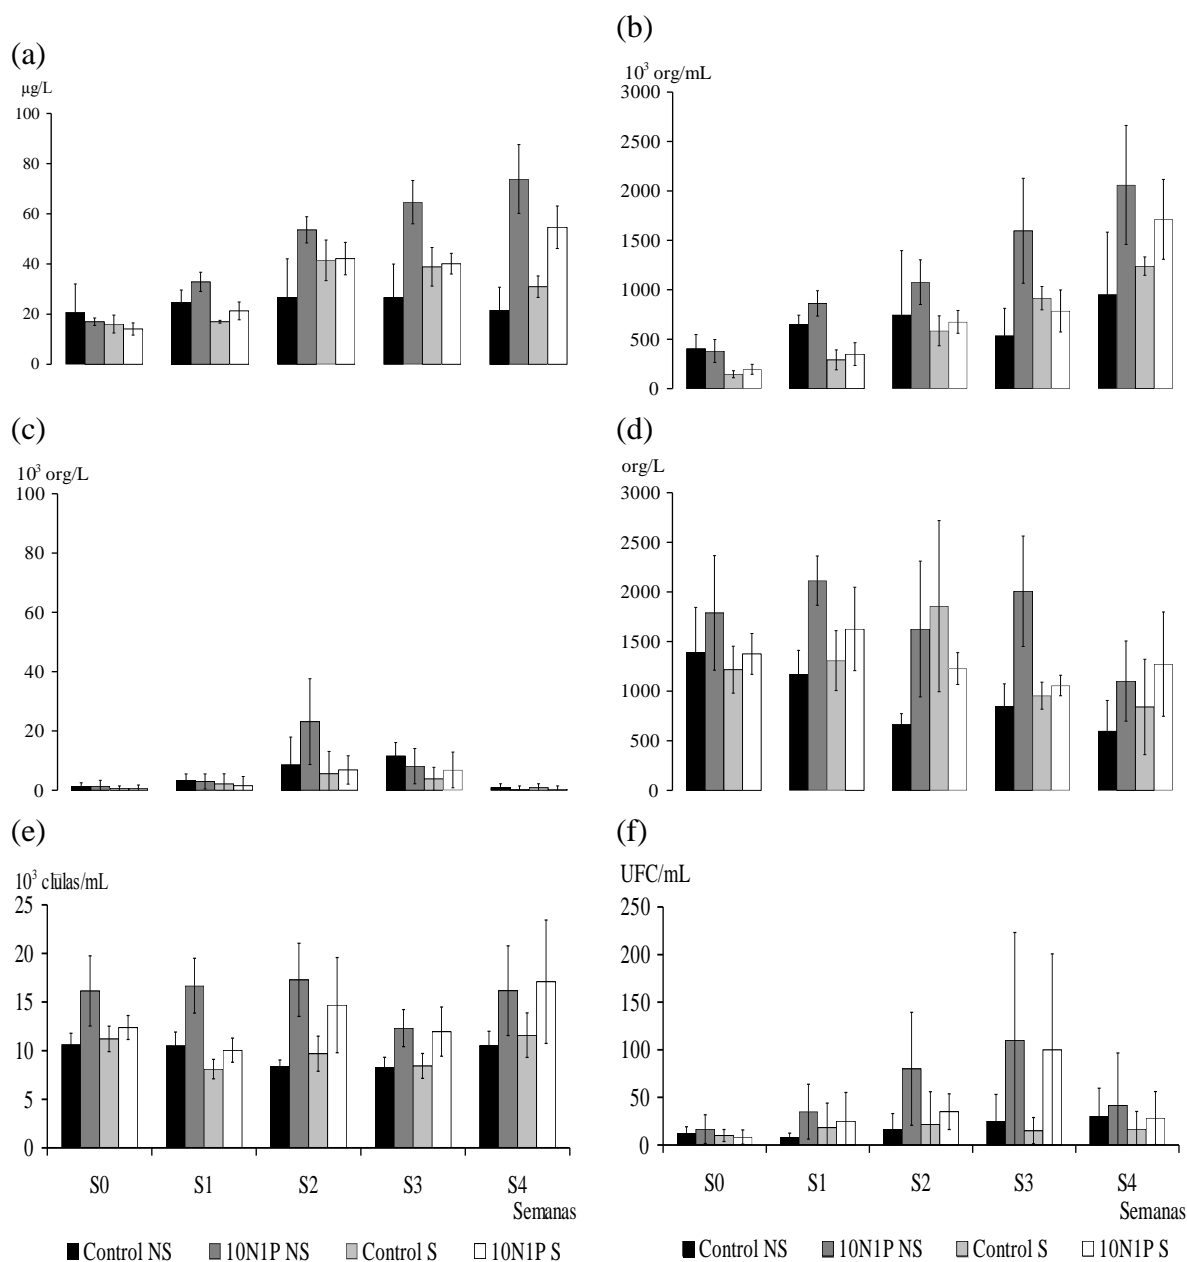 (a)
µg/L
100
80
60
40
20
0
(b)
10³ org/mL
3000
2500
2000
1500
1000
500
0
(c)
10³ org/L
100
80
60
40
20
0
(d)
org/L
3000
2500
2000
1500
1000
500
0
(e)
10³ clulas/mL
25
20
15
10
5
0
S0 S1 S2 S3 S4
Semanas
(f)
UFC/mL
250
200
150
100
50
0
S0 S1 S2 S3 S4
Semanas
Control NS 10N1P NS Control S 10N1P S
Control NS 10N1P NS Control S 10N1P S